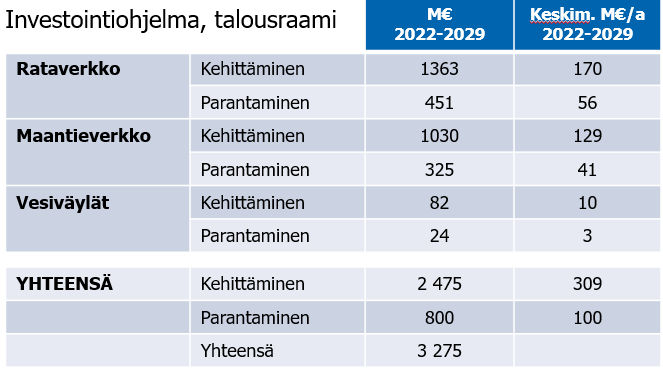 Investointiohjelma, talousraami M€ 2022-2029 Keskim. M€/a 2022-2029
Rataverkko Kehittäminen 1363 170
Parantaminen 451 56
Maantieverkko Kehittäminen 1030 129
Parantaminen 325 41
Vesiväylät Kehittäminen 82 10
Parantaminen 24 3
YHTEENSÄ Kehittäminen 2 475 309
Parantaminen 800 100
Yhteensä 3 275